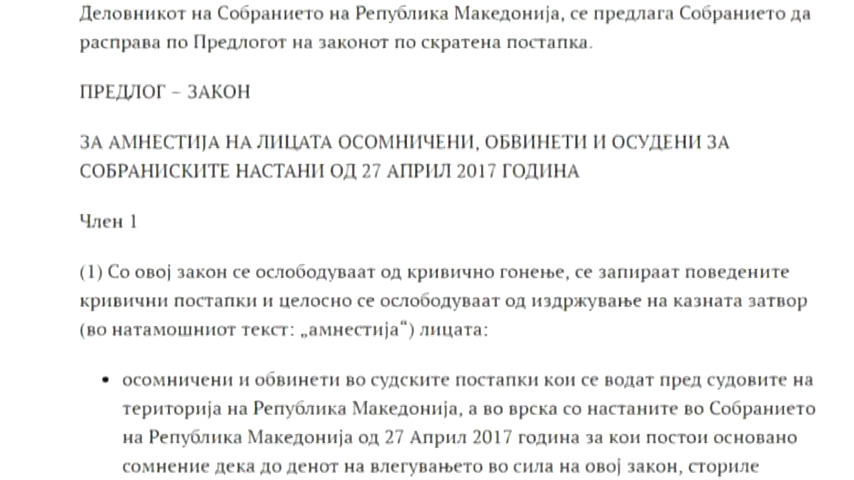 Деловникот на Собранието на Република Македонија, се предлага Собранието да
расправа по Предлогот на законот по скратена постапка.
ПРЕДЛОГ – ЗАКОН
ЗА АМНЕСТИЈА НА ЛИЦАТА ОСОМНИЧЕНИ, ОБВИНЕТИ И ОСУДЕНИ ЗА
СОБРАНИСКИТЕ НАСТАНИ ОД 27 АПРИЛ 2017 ГОДИНА
Член 1
(1) Со овој закон се ослободуваат од кривично гонење, се запираат поведените
кривични постапки и целосно се ослободуваат од издржување на казната затвор
(во натамошниот текст: „амнестија“) лицата:
• осомничени и обвинети во судските постапки кои се водат пред судовите на
територија на Република Македонија, а во врска со настаните во Собранието
на Република Македонија од 27 Април 2017 година за кои постои основано
сомнение дека до денот на влегувањето во сила на овој закон, сториле